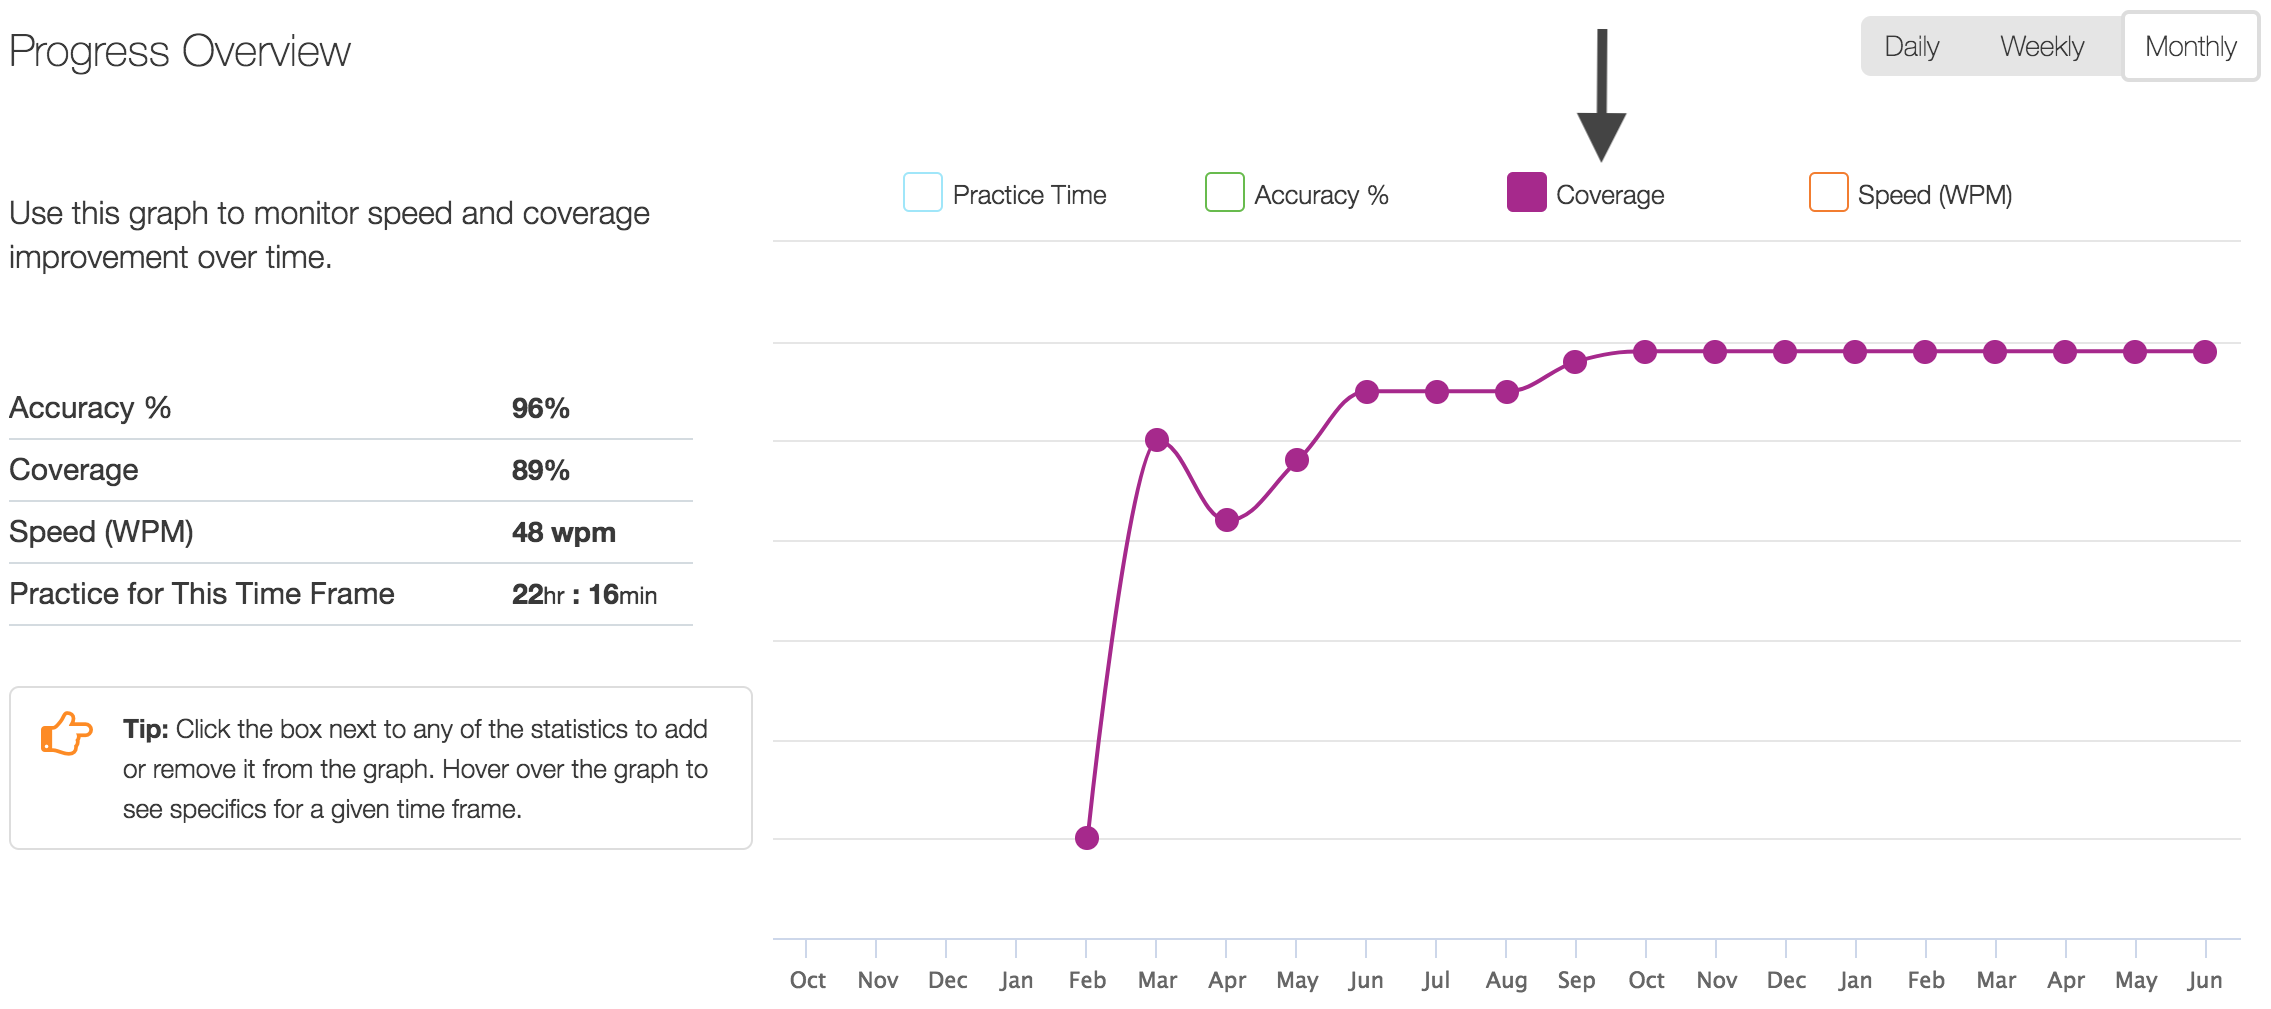 Progress Overview
Daily Weekly Monthly
Use this graph to monitor speed and coverage
improvement over time.
Accuracy % 96%
Coverage 89%
Speed (WPM) 48 wpm
Practice for This Time Frame 22hr : 16min
Tip: Click the box next to any of the statistics to add
or remove it from the graph. Hover over the graph to
see specifics for a given time frame.
Practice Time Accuracy % Coverage Speed (WPM)
Oct Nov Dec Jan Feb Mar Apr May Jun Jul Aug Sep Oct Nov Dec Jan Feb Mar Apr May Jun